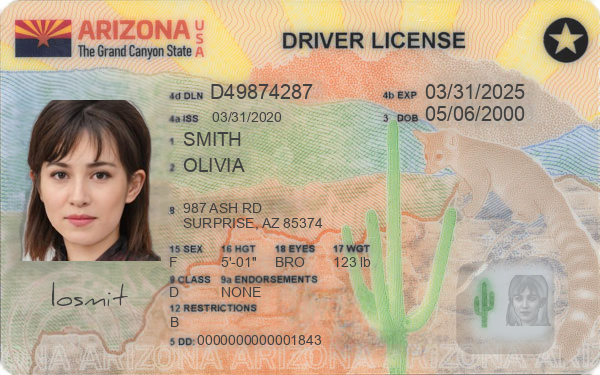 ARIZONA USA
The Grand Canyon State
DRIVER LICENSE
4d DLN D49874287
4b EXP 03/31/2025
4a ISS 03/31/2020
3 DOB 05/06/2000
1 SMITH
2 OLIVIA
8 987 ASH RD
SURPRISE, AZ 85374
15 SEX 16 HGT 18 EYES 17 WGT
F 5'-01" BRO 123 lb
9 CLASS 9a ENDORSEMENTS
D NONE
12 RESTRICTIONS
B
losmit
5 DD: 0000000000001843
ARIZONA ARIZONA ARIZONA ARIZONA